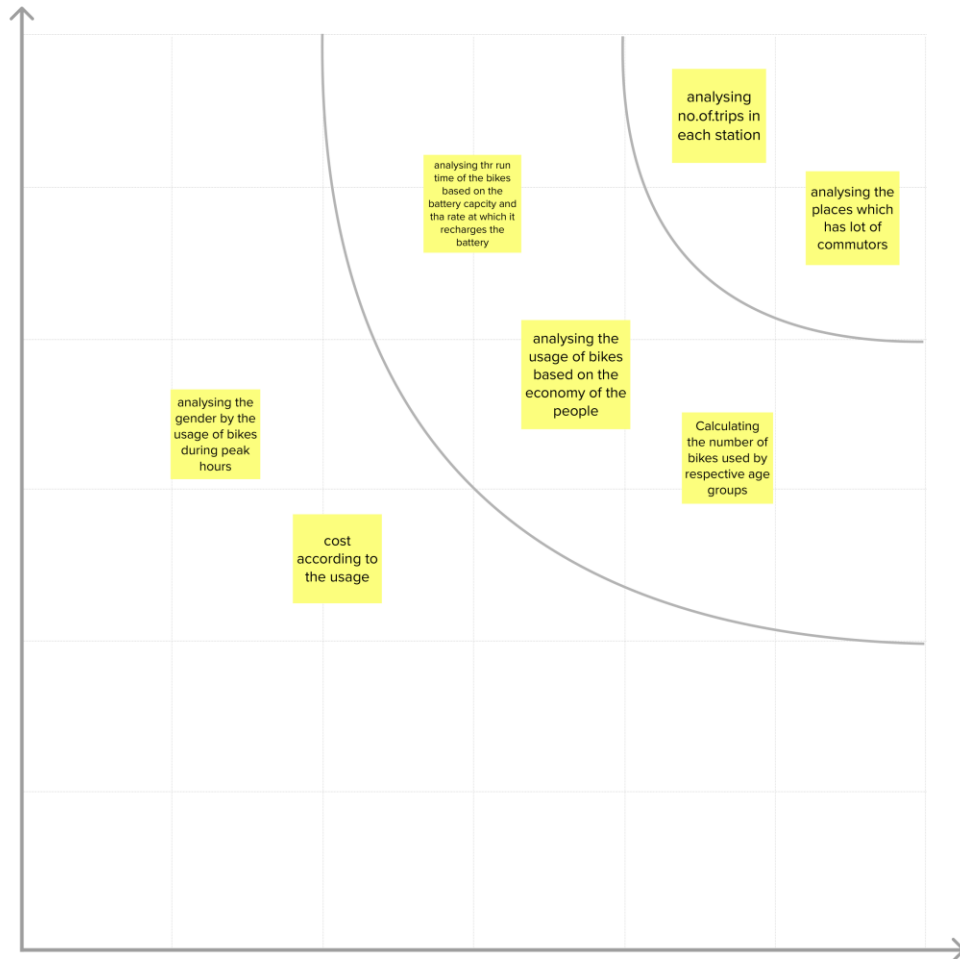 analysing
no.of.trips in
each station
analysing thr run
time of the bikes
based on the
battery capcity and
tha rate at which it
recharges the
battery
analysing the
places which
has lot of
commutors
analysing the
usage of bikes
based on the
economy of the
people
analysing the
gender by the
usage of bikes
during peak
hours
Calculating
the number of
bikes used by
respective age
groups
cost
according to
the usage